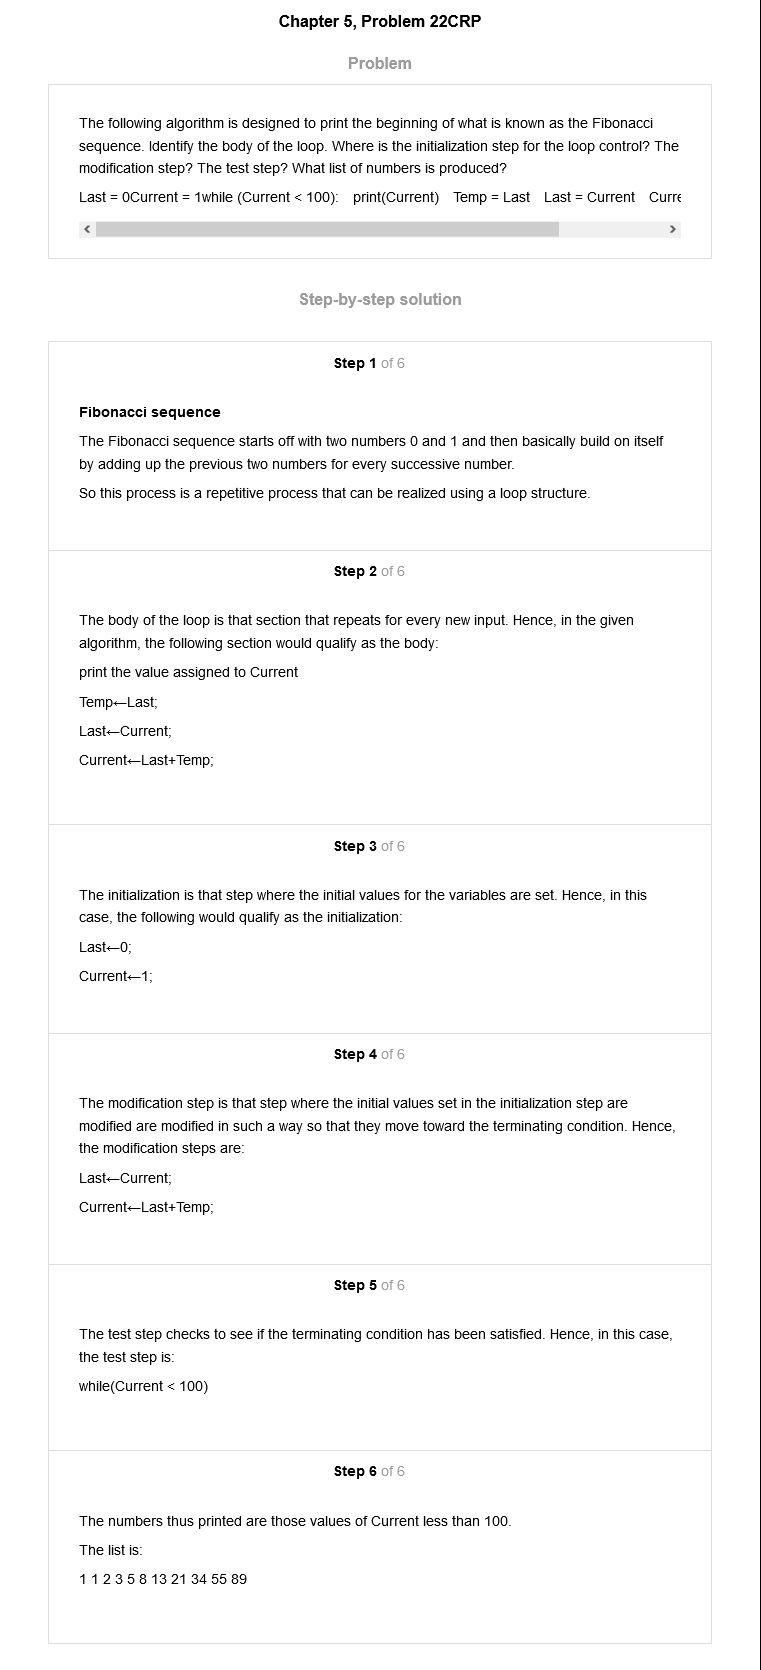 Chapter 5, Problem 22CRP
Problem
The following algorithm is designed to print the beginning of what is known as the Fibonacci
sequence. Identify the body of the loop. Where is the initialization step for the loop control? The
modification step? The test step? What list of numbers is produced?
Last = 0Current = 1while (Current < 100): print(Current) Temp = Last Last = Current Curre
Step-by-step solution
Step 1 of 6
Fibonacci sequence
The Fibonacci sequence starts off with two numbers 0 and 1 and then basically build on itself
by adding up the previous two numbers for every successive number.
So this process is a repetitive process that can be realized using a loop structure.
Step 2 of 6
The body of the loop is that section that repeats for every new input. Hence, in the given
algorithm, the following section would qualify as the body:
print the value assigned to Current
Temp←Last;
Last←Current;
Current←Last+Temp;
Step 3 of 6
The initialization is that step where the initial values for the variables are set. Hence, in this
case, the following would qualify as the initialization:
Last←0;
Current←1;
Step 4 of 6
The modification step is that step where the initial values set in the initialization step are
modified are modified in such a way so that they move toward the terminating condition. Hence,
the modification steps are:
Last←Current;
Current←Last+Temp;
Step 5 of 6
The test step checks to see if the terminating condition has been satisfied. Hence, in this case,
the test step is:
while(Current < 100)
Step 6 of 6
The numbers thus printed are those values of Current less than 100.
The list is:
1 1 2 3 5 8 13 21 34 55 89